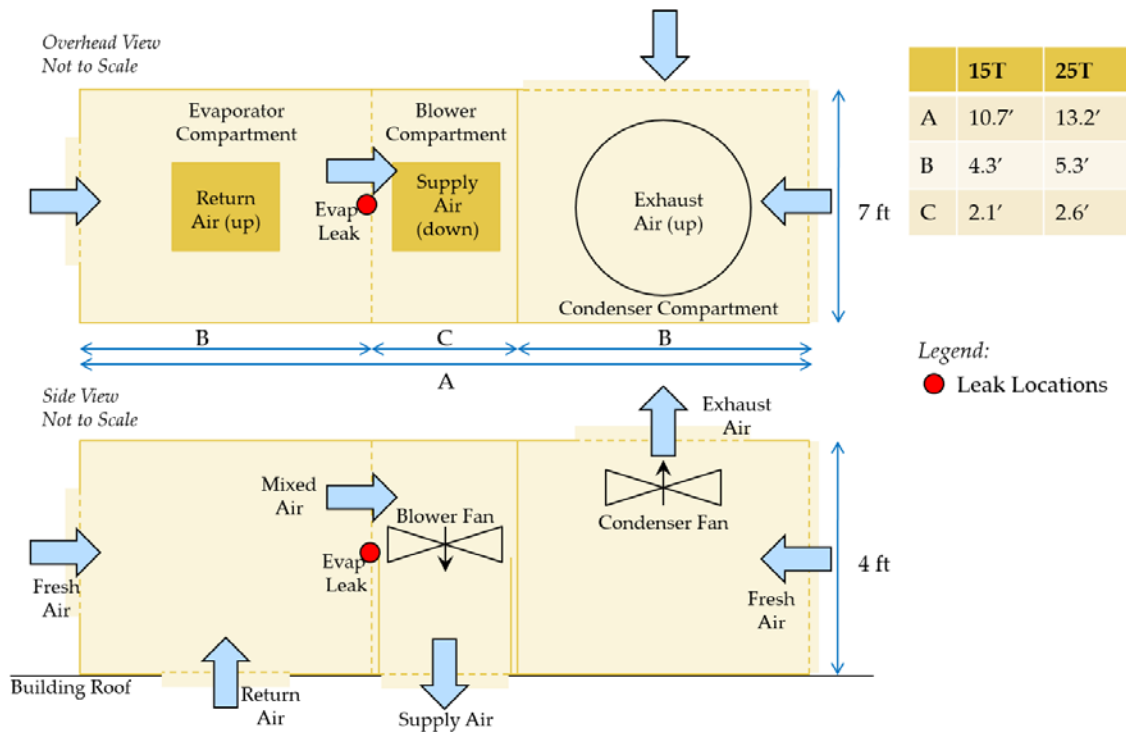 Overhead View
Not to Scale
Evaporator
Compartment
Blower
Compartment
Return
Air (up)
Evap
Leak
Supply
Air
(down)
Exhaust
Air (up)
Condenser Compartment
7 ft
B
C
B
A
15T
25T
A
10.7′
13.2′
B
4.3′
5.3′
C
2.1′
2.6′
Legend:
Leak Locations
Side View
Not to Scale
Exhaust
Air
Mixed
Air
Blower Fan
Condenser Fan
Evap
Leak
Fresh
Air
Fresh
Air
4 ft
Building Roof
Return
Air
Supply Air